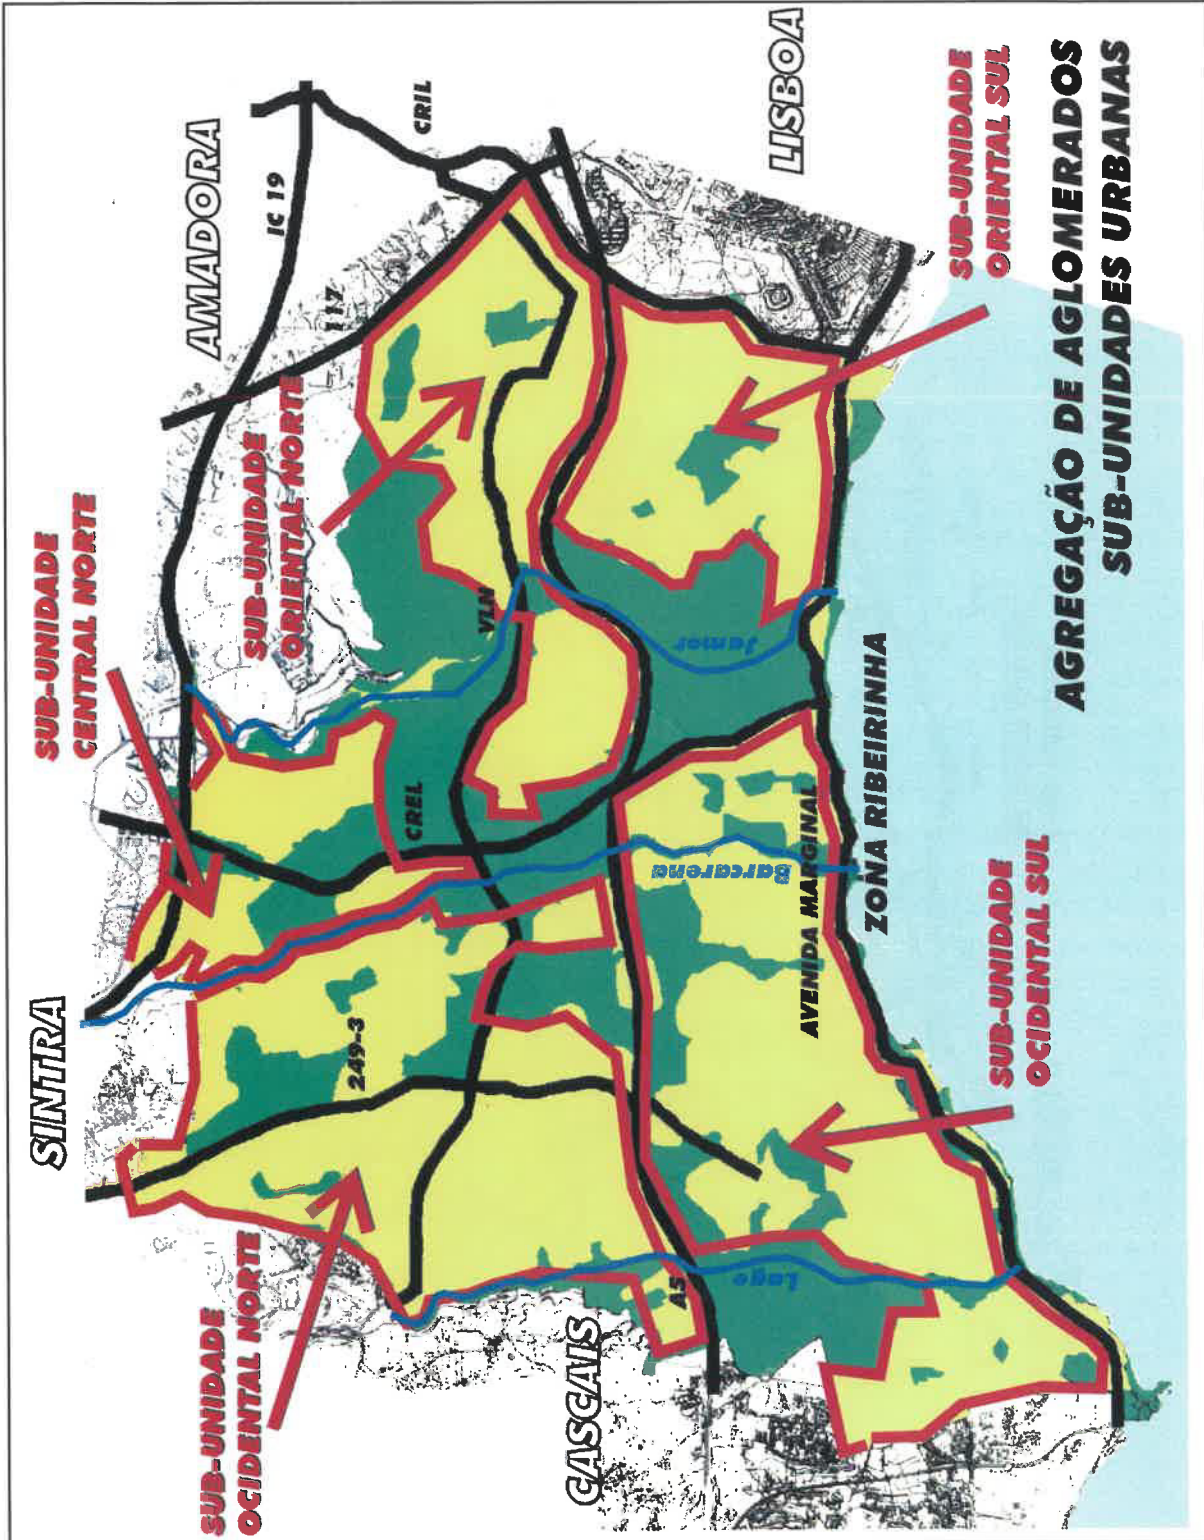 SINTRA
AMADORA
LISBOA
CASCAIS
SUB-UNIDADE
OCIDENTAL NORTE
SUB-UNIDADE
CENTRAL NORTE
SUB-UNIDADE
ORIENTAL NORTE
SUB-UNIDADE
OCIDENTAL SUL
SUB-UNIDADE
ORIENTAL SUL
IC 19
117
CRIL
249-3
CREL
VLN
A5
Lage
Barcarena
Jamor
AVENIDA MARGINAL
ZONA RIBEIRINHA
AGREGAÇÃO DE AGLOMERADOS
SUB-UNIDADES URBANAS